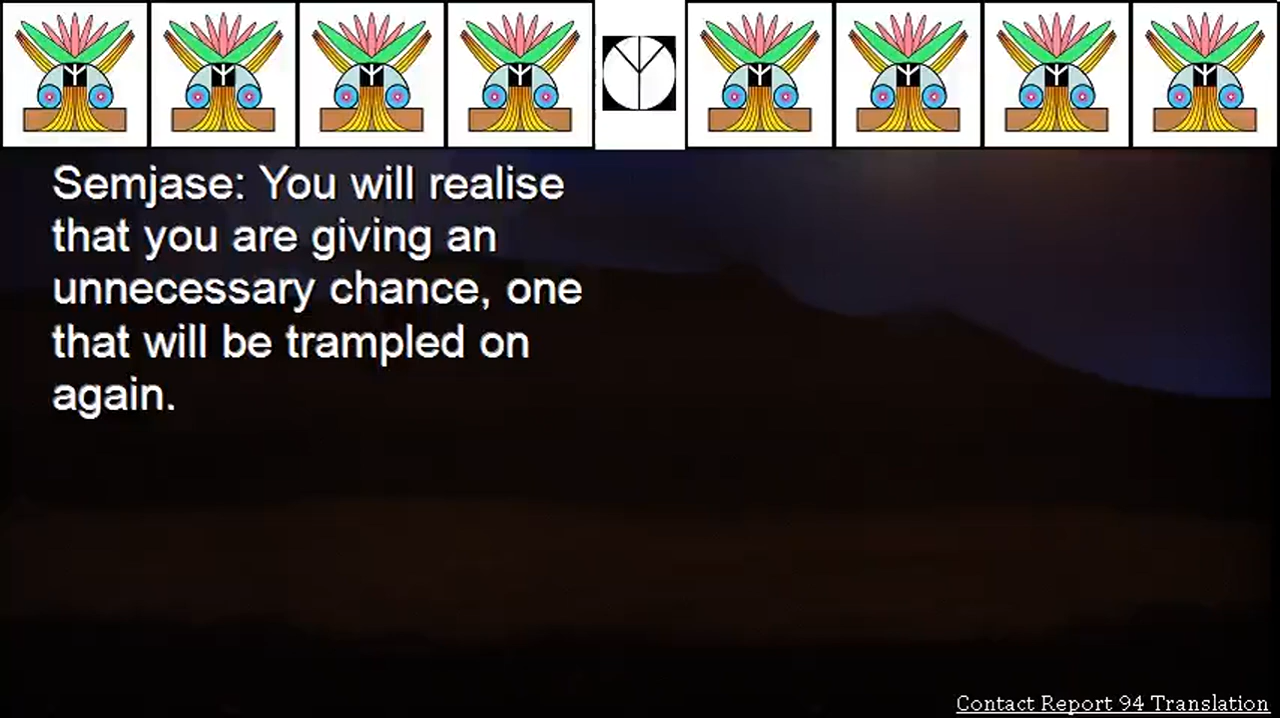 Semjase: You will realise
that you are giving an
unnecessary chance, one
that will be trampled on
again.
Contact Report 94 Translation